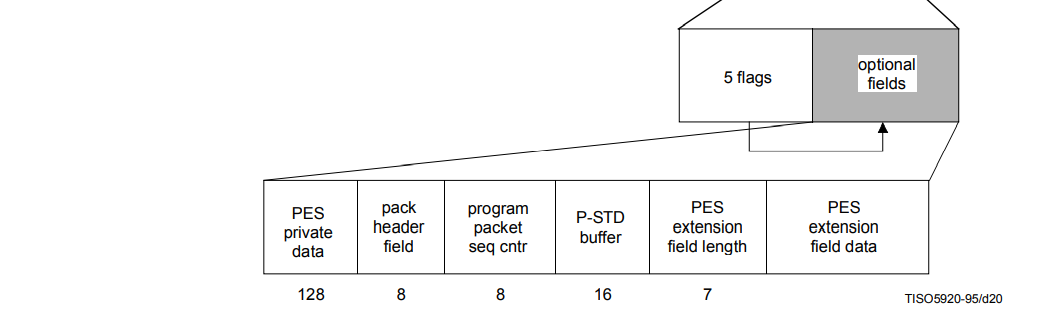 5 flags
optional
fields
PES
private
data
pack
header
field
program
packet
seq cntr
P-STD
buffer
PES
extension
field length
PES
extension
field data
128
8
8
16
7
TISO5920-95/d20